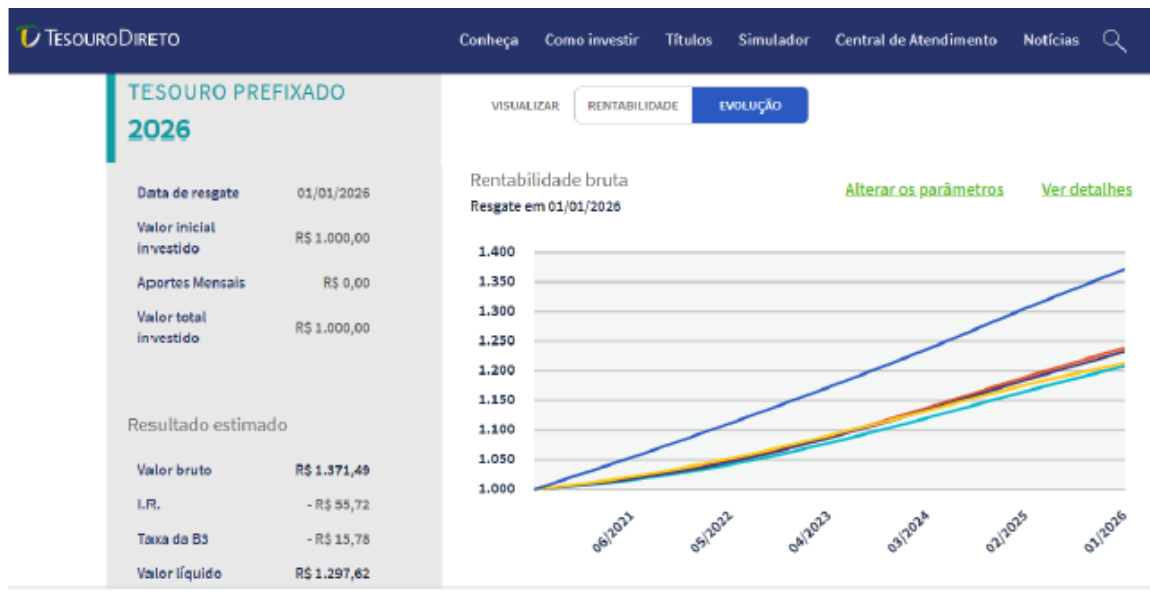 TESOURODIRETO
Conheça Como investir Títulos Simulador Central de Atendimento Notícias
TESOURO PREFIXADO
2026
Data de resgate 01/01/2026
Valor inicial
investido R$ 1.000,00
Aportes Mensais R$ 0,00
Valor total
investido R$ 1.000,00
Resultado estimado
Valor bruto R$ 1.371,49
I.R. - R$ 55,72
Taxa da B3 - R$ 15,78
Valor líquido R$ 1.297,62
VISUALIZAR RENTABILIDADE EVOLUÇÃO
Rentabilidade bruta
Resgate em 01/01/2026
Alterar os parâmetros Ver detalhes
1.400
1.350
1.300
1.250
1.200
1.150
1.100
1.050
1.000
06/2021 05/2022 04/2023 03/2024 02/2025 01/2026